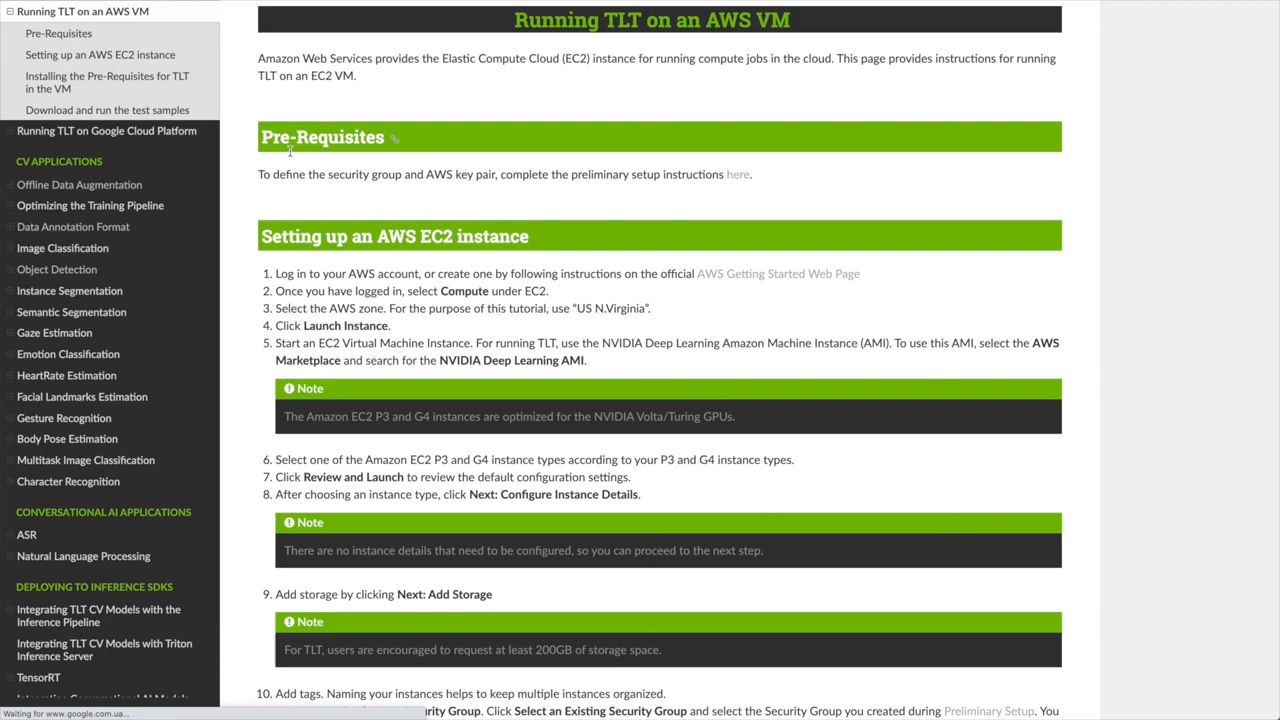 Running TLT on an AWS VM
Pre-Requisites
Setting up an AWS EC2 instance
Installing the Pre-Requisites for TLT
in the VM
Download and run the test samples
Running TLT on Google Cloud Platform
CV APPLICATIONS
Offline Data Augmentation
Optimizing the Training Pipeline
Data Annotation Format
Image Classification
Object Detection
Instance Segmentation
Semantic Segmentation
Gaze Estimation
Emotion Classification
HeartRate Estimation
Facial Landmarks Estimation
Gesture Recognition
Body Pose Estimation
Multitask Image Classification
Character Recognition
CONVERSATIONAL AI APPLICATIONS
ASR
Natural Language Processing
DEPLOYING TO INFERENCE SDKS
Integrating TLT CV Models with the
Inference Pipeline
Integrating TLT CV Models with Triton
Inference Server
TensorRT
Integrating Conversational AI Models
Waiting for www.google.com.ua...
Running TLT on an AWS VM
Amazon Web Services provides the Elastic Compute Cloud (EC2) instance for running compute jobs in the cloud. This page provides instructions for running
TLT on an EC2 VM.
Pre-Requisites
To define the security group and AWS key pair, complete the preliminary setup instructions here.
Setting up an AWS EC2 instance
1. Log in to your AWS account, or create one by following instructions on the official AWS Getting Started Web Page
2. Once you have logged in, select Compute under EC2.
3. Select the AWS zone. For the purpose of this tutorial, use “US N.Virginia”.
4. Click Launch Instance.
5. Start an EC2 Virtual Machine Instance. For running TLT, use the NVIDIA Deep Learning Amazon Machine Instance (AMI). To use this AMI, select the AWS
Marketplace and search for the NVIDIA Deep Learning AMI.
Note
The Amazon EC2 P3 and G4 instances are optimized for the NVIDIA Volta/Turing GPUs.
6. Select one of the Amazon EC2 P3 and G4 instance types according to your P3 and G4 instance types.
7. Click Review and Launch to review the default configuration settings.
8. After choosing an instance type, click Next: Configure Instance Details.
Note
There are no instance details that need to be configured, so you can proceed to the next step.
9. Add storage by clicking Next: Add Storage
Note
For TLT, users are encouraged to request at least 200GB of storage space.
10. Add tags. Naming your instances helps to keep multiple instances organized.
Group. Click Select an Existing Security Group and select the Security Group you created during Preliminary Setup. You